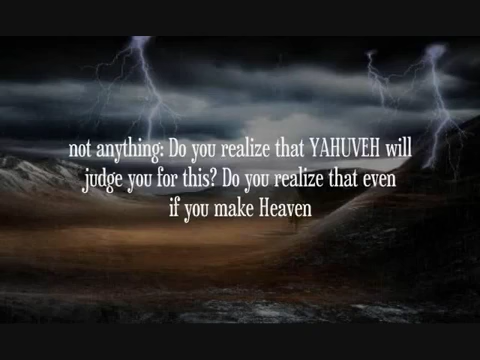 not anything: Do you realize that YAHUVEH will
judge you for this? Do you realize that even
if you make Heaven